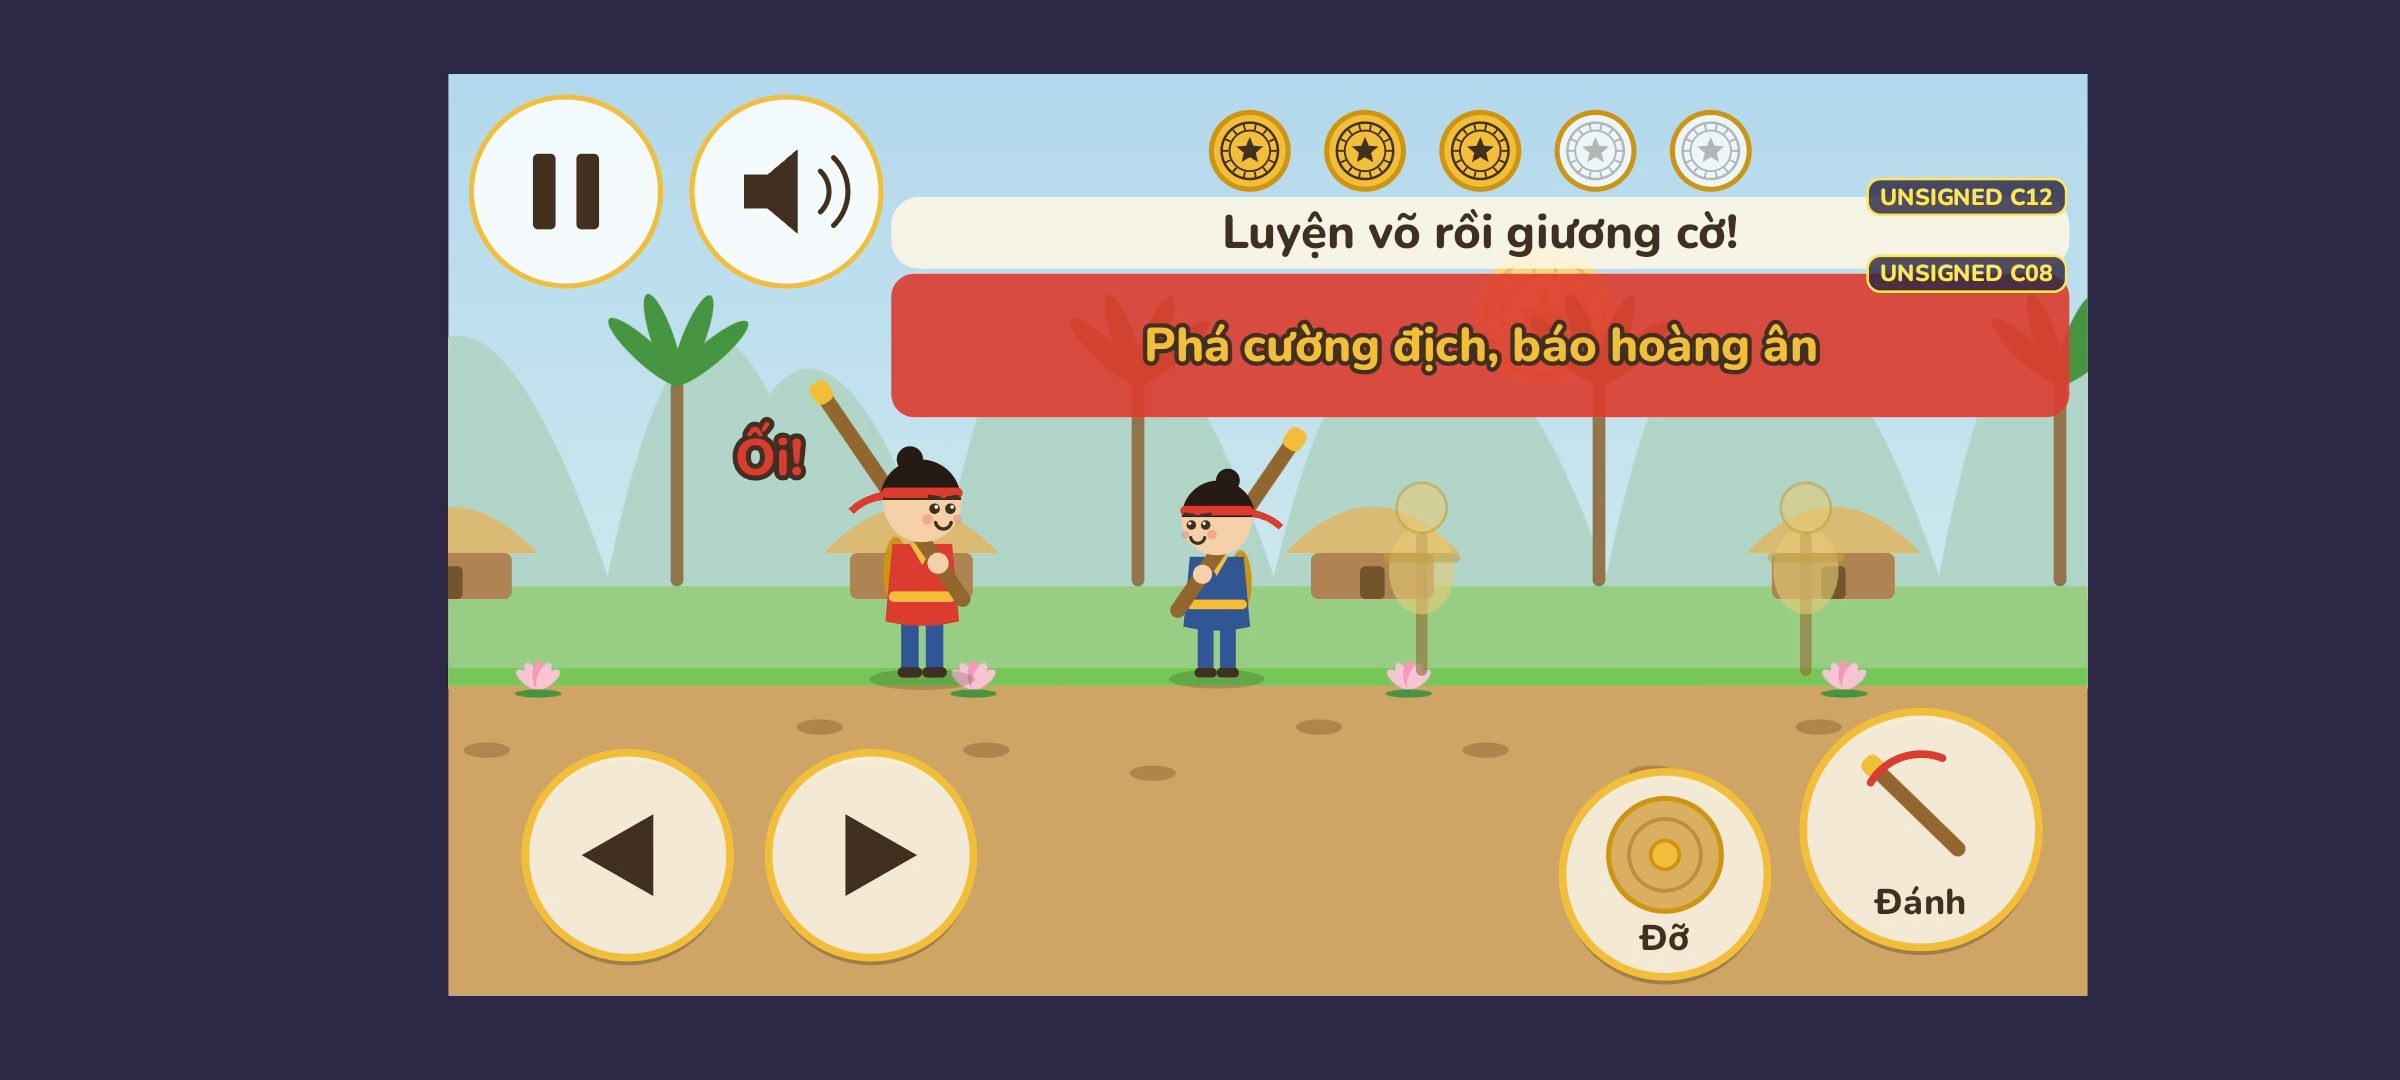 UNSIGNED C12
Luyện võ rồi giương cờ!
UNSIGNED C08
Phá cường địch, báo hoàng ân
Ối!
Đánh
Đỡ